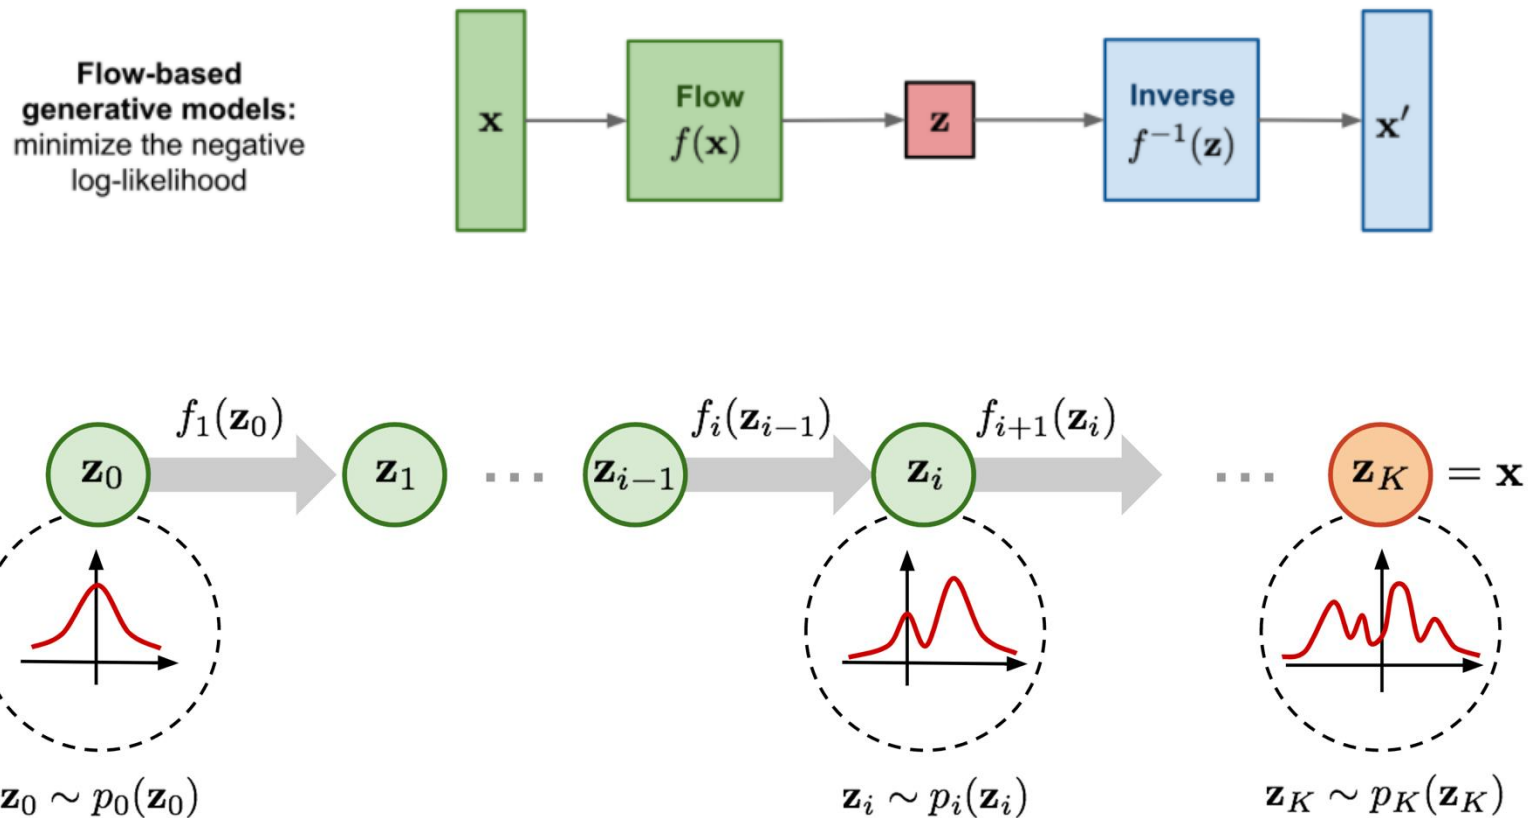 Flow-based
generative models:
minimize the negative
log-likelihood
x
Flow
f(x)
z
Inverse
f⁻¹(z)
x′
f₁(z₀)
fᵢ(zᵢ₋₁)
fᵢ₊₁(zᵢ)
z₀
z₁
...
zᵢ₋₁
zᵢ
...
z_K
= x
z₀ ∼ p₀(z₀)
zᵢ ∼ pᵢ(zᵢ)
z_K ∼ p_K(z_K)